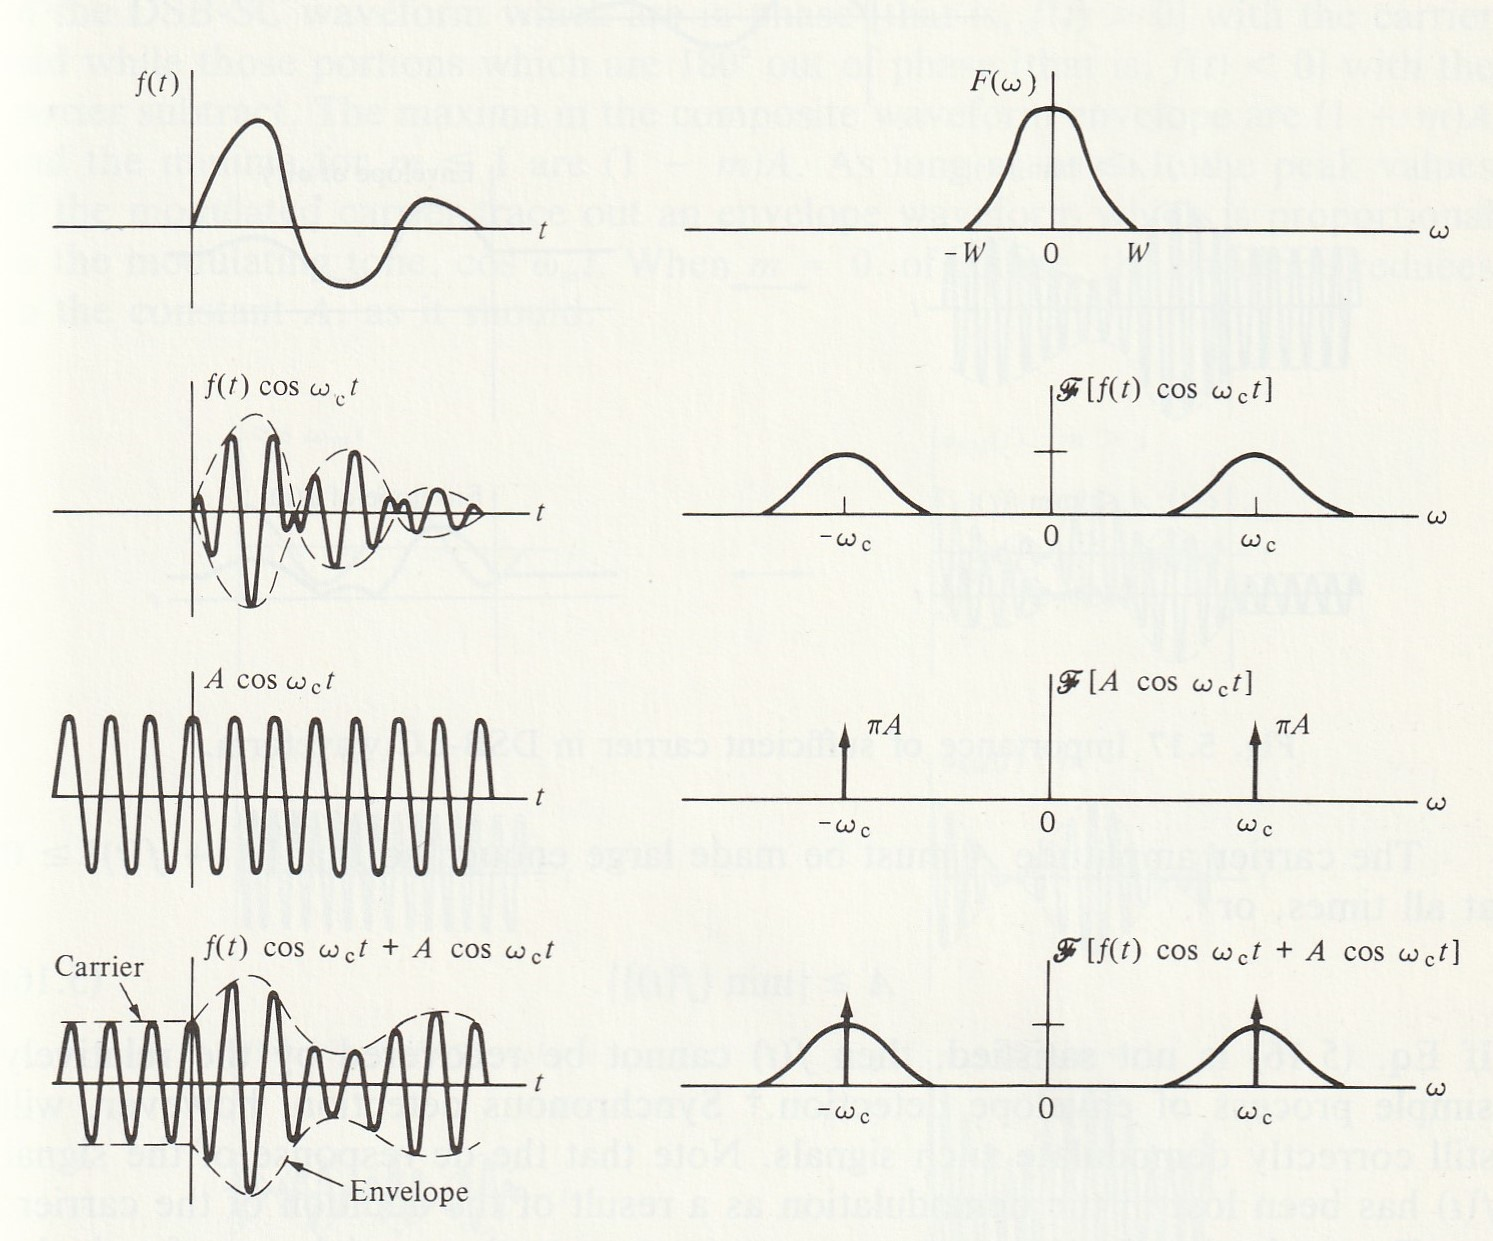 f(t)
t
F(ω)
-W 0 W
ω
f(t) cos ω_c t
t
𝓕[f(t) cos ω_c t]
-ω_c 0 ω_c
ω
A cos ω_c t
t
𝓕[A cos ω_c t]
πA πA
-ω_c 0 ω_c
ω
f(t) cos ω_c t + A cos ω_c t
Carrier
t
Envelope
𝓕[f(t) cos ω_c t + A cos ω_c t]
-ω_c 0 ω_c
ω